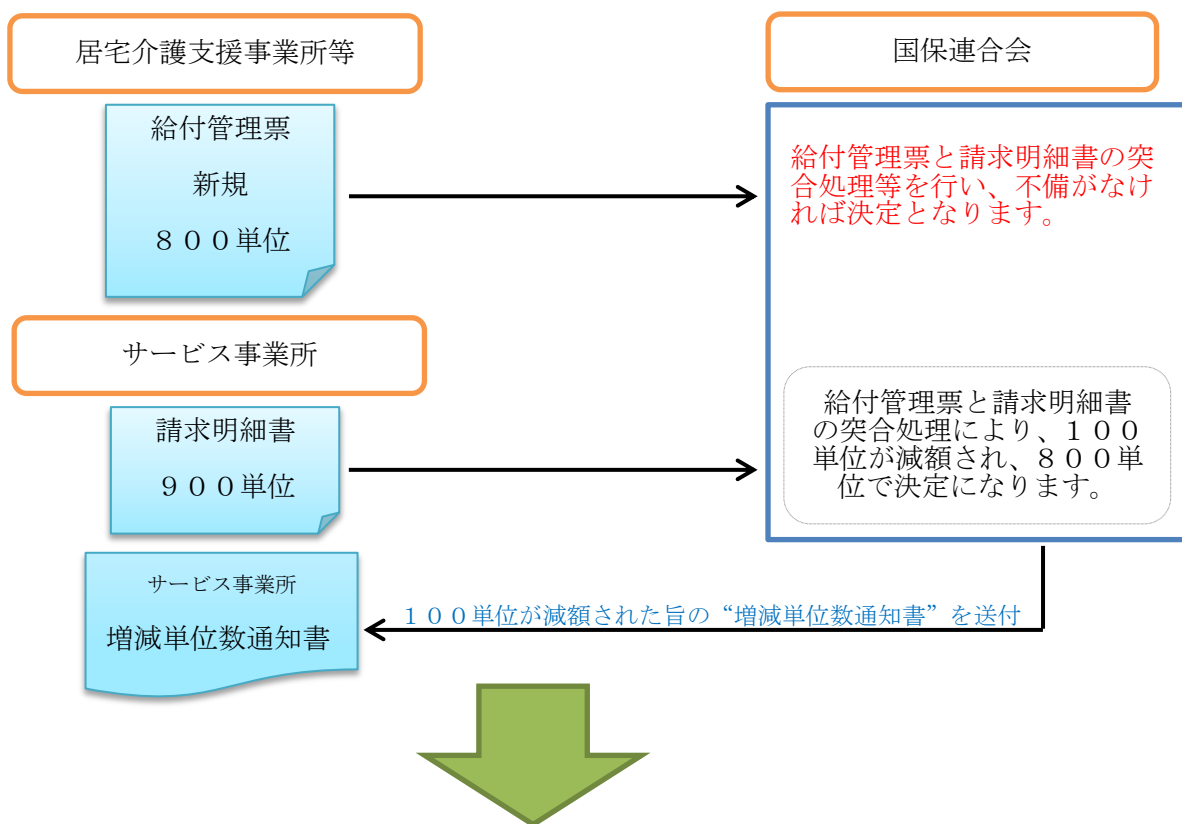 居宅介護支援事業所等
国保連合会
給付管理票
新規
８００単位
給付管理票と請求明細書の突
合処理等を行い、不備がなけ
れば決定となります。
サービス事業所
請求明細書
９００単位
給付管理票と請求明細書
の突合処理により、１００
単位が減額され、８００単
位で決定になります。
サービス事業所
増減単位数通知書
１００単位が減額された旨の“増減単位数通知書”を送付